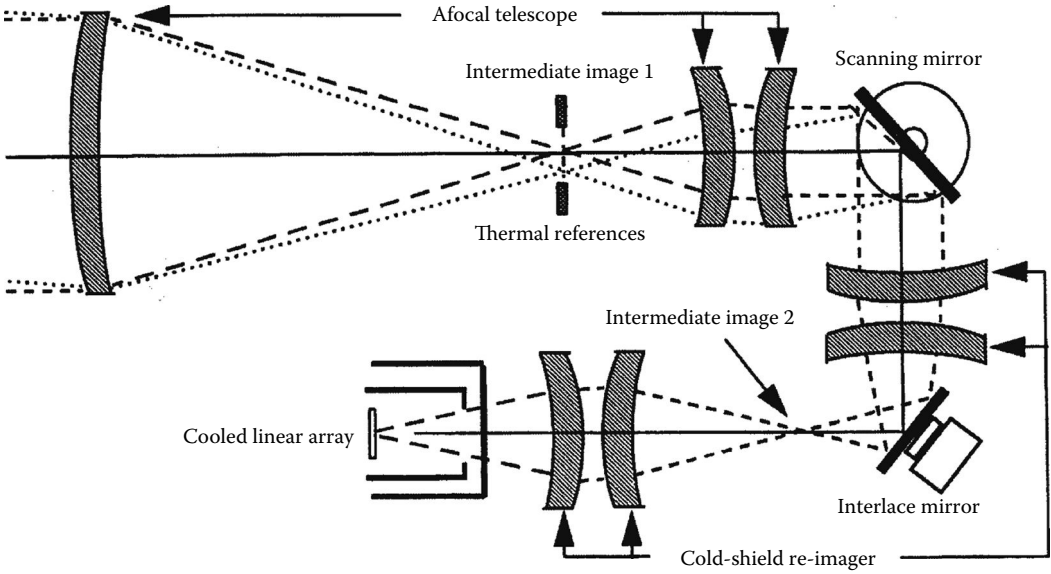 Afocal telescope
Scanning mirror
Intermediate image 1
Thermal references
Intermediate image 2
Cooled linear array
Interlace mirror
Cold-shield re-imager